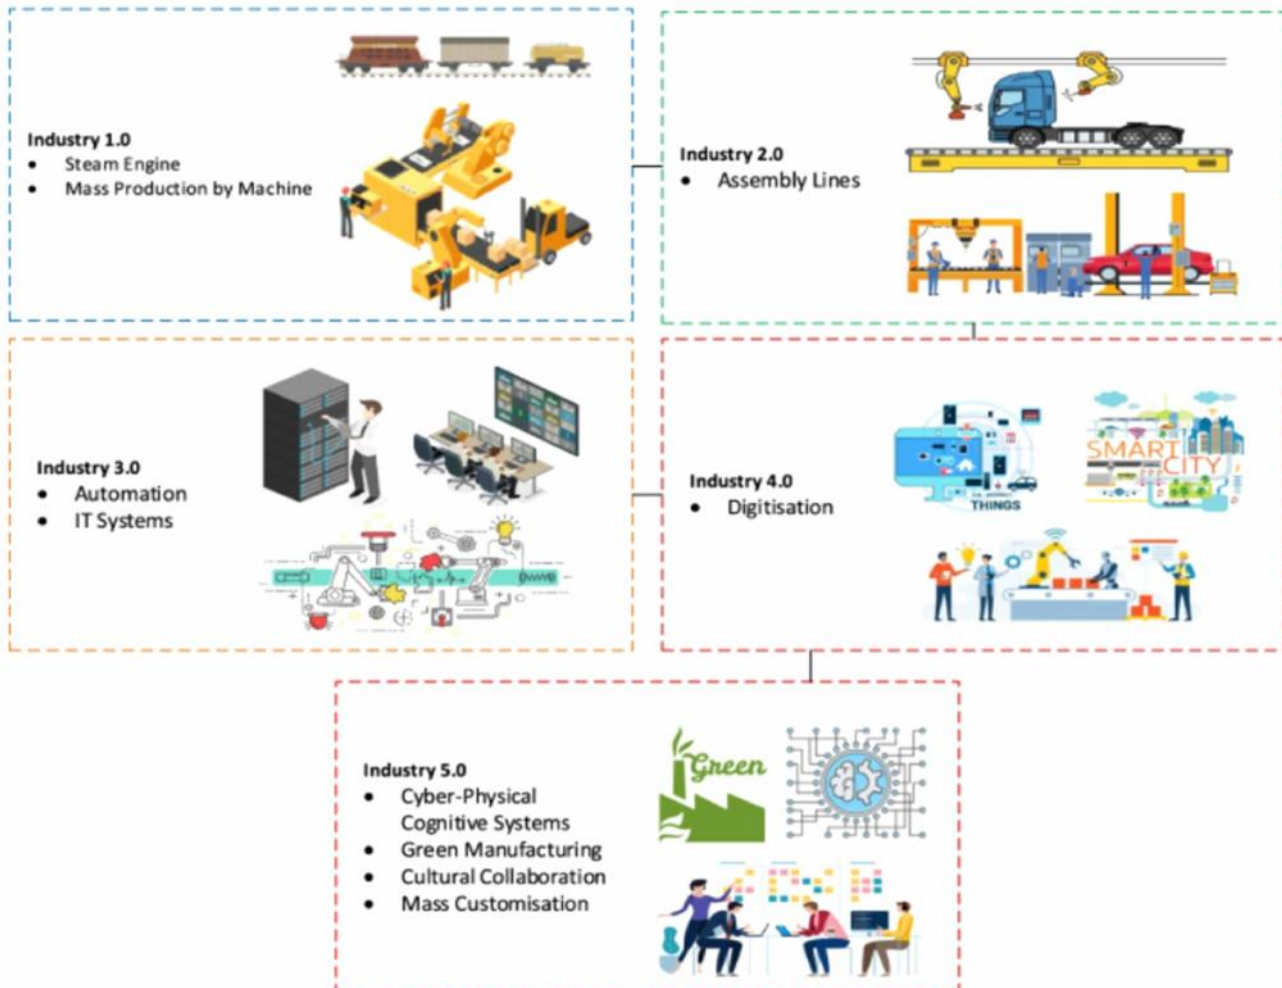 Industry 1.0
• Steam Engine
• Mass Production by Machine
Industry 2.0
• Assembly Lines
Industry 3.0
• Automation
• IT Systems
Industry 4.0
• Digitisation
THINGS
SMART
CITY
Industry 5.0
• Cyber-Physical
Cognitive Systems
• Green Manufacturing
• Cultural Collaboration
• Mass Customisation
Green